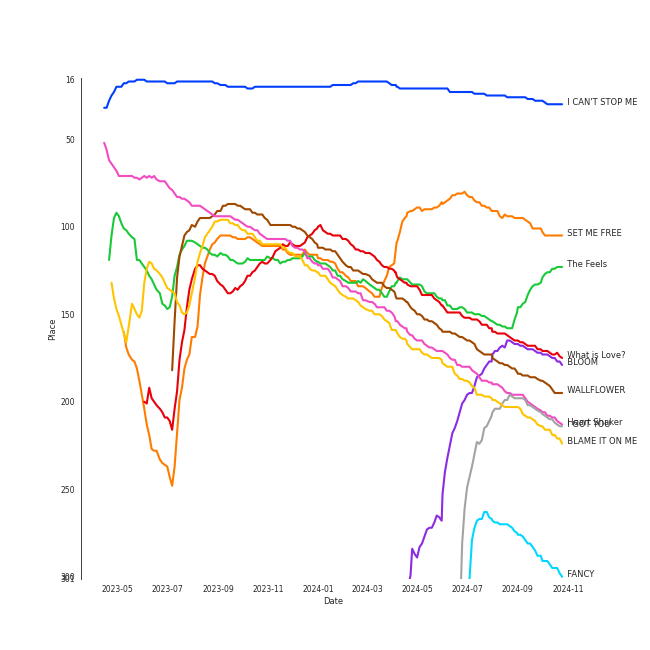 16
50
100
150
200
250
300
301
Place
2023-05
2023-07
2023-09
2023-11
2024-01
2024-03
2024-05
2024-07
2024-09
2024-11
Date
I CAN'T STOP ME
SET ME FREE
The Feels
What is Love?
BLOOM
WALLFLOWER
Heart Shaker
I GOT YOU
BLAME IT ON ME
FANCY